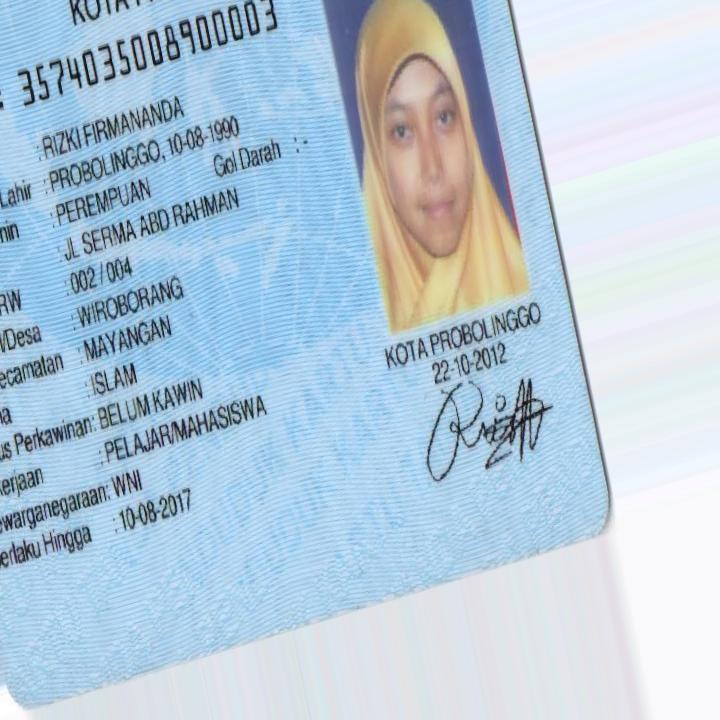 KOTA
: 3574035008900003
: RIZKI FIRMANANDA
Lahir : PROBOLINGGO, 10-08-1990
: PEREMPUAN Gol Darah : -
: JL SERMA ABD RAHMAN
RW : 002 / 004
/Desa : WIROBORANG
ecamatan : MAYANGAN
: ISLAM
us Perkawinan: BELUM KAWIN
erjaan : PELAJAR/MAHASISWA
ewarganegaraan: WNI
erlaku Hingga : 10-08-2017
KOTA PROBOLINGGO
22-10-2012